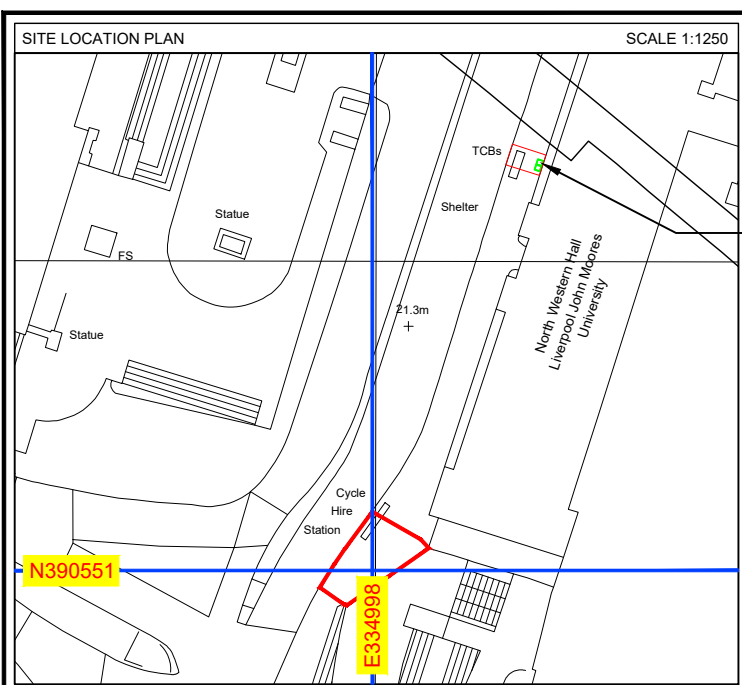 SITE LOCATION PLAN
SCALE 1:1250
TCBs
Statue
Shelter
FS
North Western Hall
Liverpool John Moores
University
21.3m
Statue
Cycle
Hire
Station
N390551
E334998